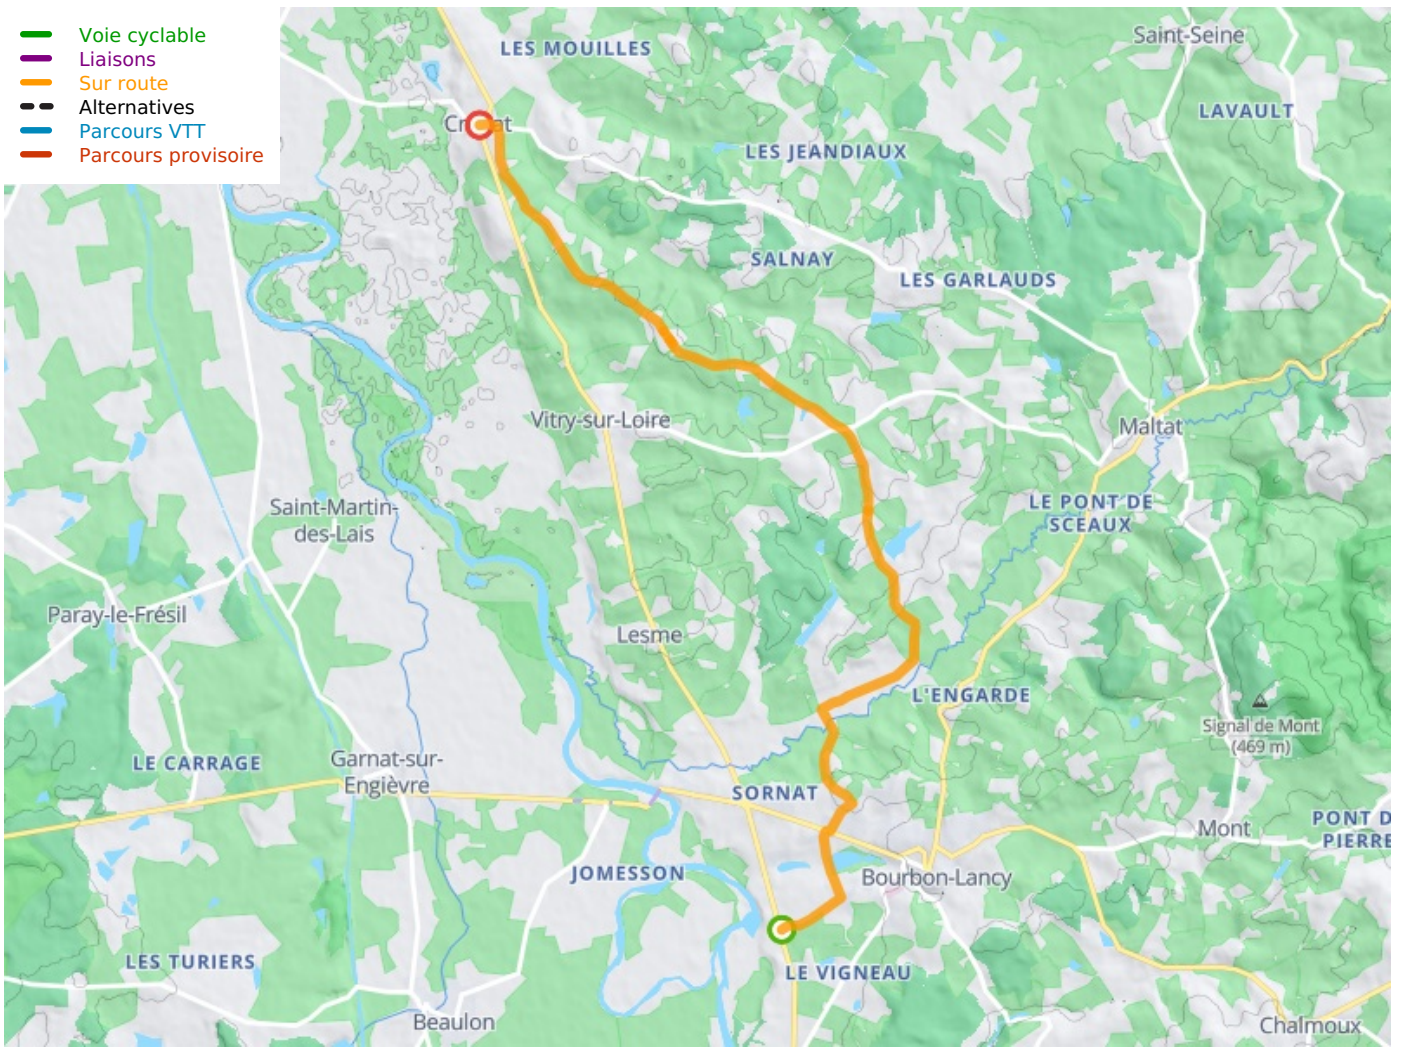 Voie cyclable
Liaisons
Sur route
Alternatives
Parcours VTT
Parcours provisoire
LES MOUILLES
Saint-Seine
LAVAULT
LES JEANDIAUX
SALNAY
LES GARLAUDS
Vitry-sur-Loire
Maltat
LE PONT DE
SCEAUX
Saint-Martin-
des-Lais
Paray-le-Frésil
Lesme
L'ENGARDE
Signal de Mont
(469 m)
LE CARRAGE
Garnat-sur-
Engièvre
SORNAT
Mont
PONT D
PIERRE
JOMESSON
Bourbon-Lancy
LES TURIERS
LE VIGNEAU
Beaulon
Chalmoux